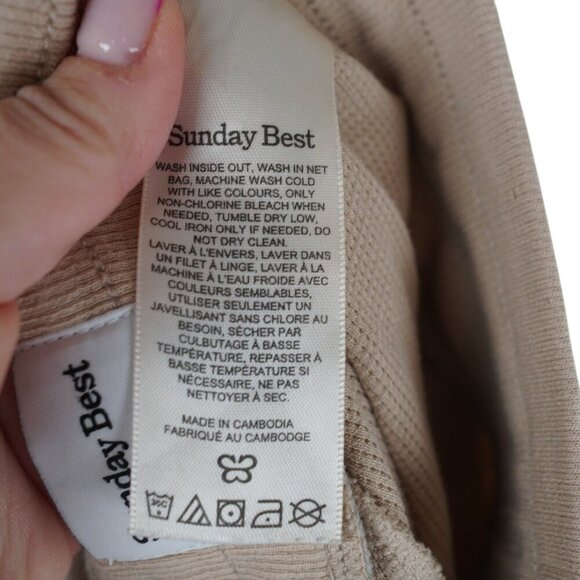 Sunday Best
WASH INSIDE OUT, WASH IN NET
BAG, MACHINE WASH COLD
WITH LIKE COLOURS, ONLY
NON-CHLORINE BLEACH WHEN
NEEDED, TUMBLE DRY LOW,
COOL IRON ONLY IF NEEDED, DO
NOT DRY CLEAN.
LAVER À L'ENVERS, LAVER DANS
UN FILET À LINGE, LAVER À LA
MACHINE À L'EAU FROIDE AVEC
COULEURS SEMBLABLES,
UTILISER SEULEMENT UN
JAVELLISANT SANS CHLORE AU
BESOIN, SÉCHER PAR
CULBUTAGE À BASSE
TEMPÉRATURE, REPASSER À
BASSE TEMPÉRATURE SI
NÉCESSAIRE, NE PAS
NETTOYER À SEC.
MADE IN CAMBODIA
FABRIQUÉ AU CAMBODGE
30C
nday Best